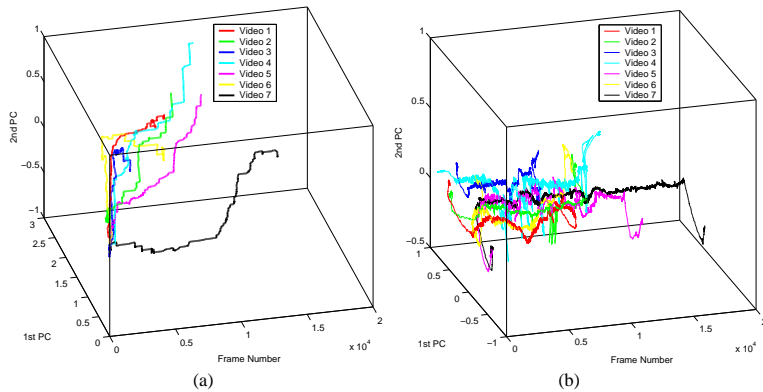 1
0.5
0
−0.5
−1
2nd PC
3
2.5
2
1.5
1
0.5
0
1st PC
0
0.5
1
1.5
2
x 10⁴
Frame Number
Video 1
Video 2
Video 3
Video 4
Video 5
Video 6
Video 7
(a)
1
0.5
0
−0.5
2nd PC
1
0.5
0
−0.5
−1
1st PC
0
0.5
1
1.5
2
x 10⁴
Frame Number
Video 1
Video 2
Video 3
Video 4
Video 5
Video 6
Video 7
(b)